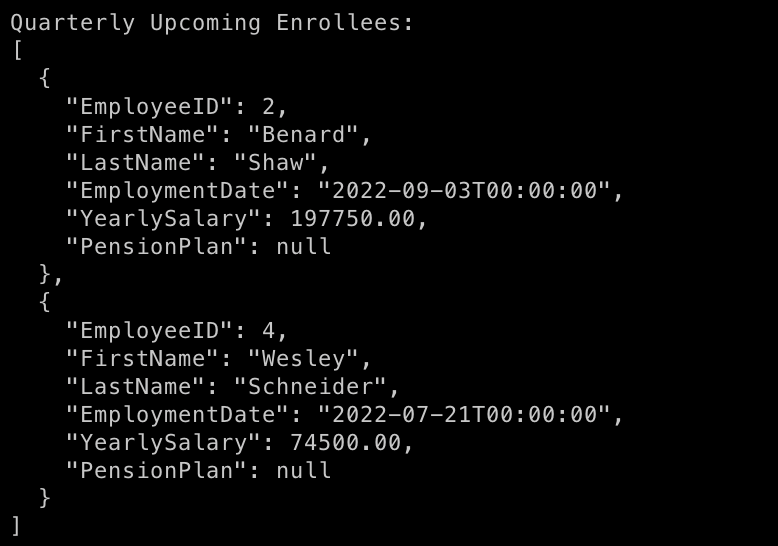 Quarterly Upcoming Enrollees:
[
  {
    "EmployeeID": 2,
    "FirstName": "Benard",
    "LastName": "Shaw",
    "EmploymentDate": "2022-09-03T00:00:00",
    "YearlySalary": 197750.00,
    "PensionPlan": null
  },
  {
    "EmployeeID": 4,
    "FirstName": "Wesley",
    "LastName": "Schneider",
    "EmploymentDate": "2022-07-21T00:00:00",
    "YearlySalary": 74500.00,
    "PensionPlan": null
  }
]